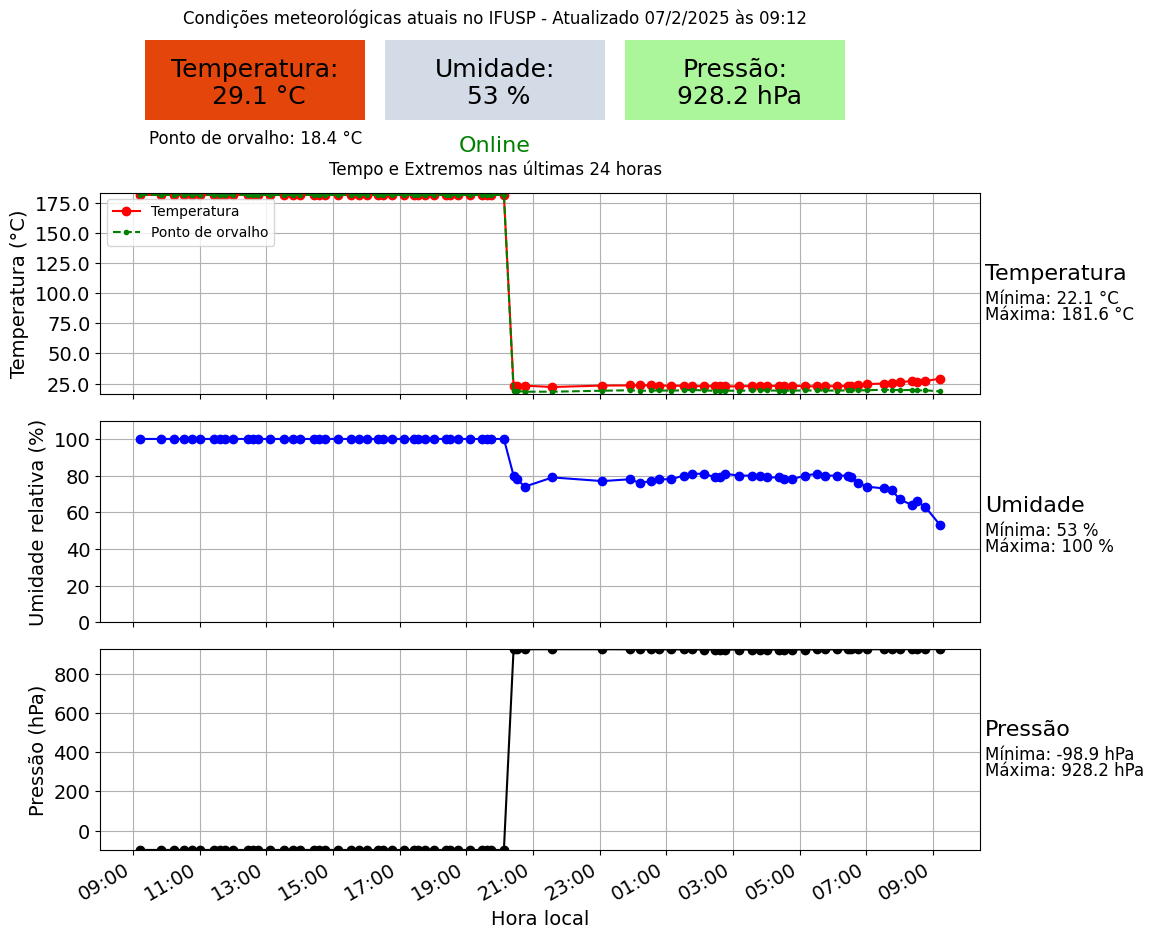 Condições meteorológicas atuais no IFUSP - Atualizado 07/2/2025 às 09:12
Temperatura:
29.1 °C
Umidade:
53 %
Pressão:
928.2 hPa
Ponto de orvalho: 18.4 °C
Online
Tempo e Extremos nas últimas 24 horas
Temperatura (°C)
175.0
150.0
125.0
100.0
75.0
50.0
25.0
Temperatura
Ponto de orvalho
Temperatura
Mínima: 22.1 °C
Máxima: 181.6 °C
Umidade relativa (%)
100
80
60
40
20
0
Umidade
Mínima: 53 %
Máxima: 100 %
Pressão (hPa)
800
600
400
200
0
Pressão
Mínima: -98.9 hPa
Máxima: 928.2 hPa
09:00 11:00 13:00 15:00 17:00 19:00 21:00 23:00 01:00 03:00 05:00 07:00 09:00
Hora local